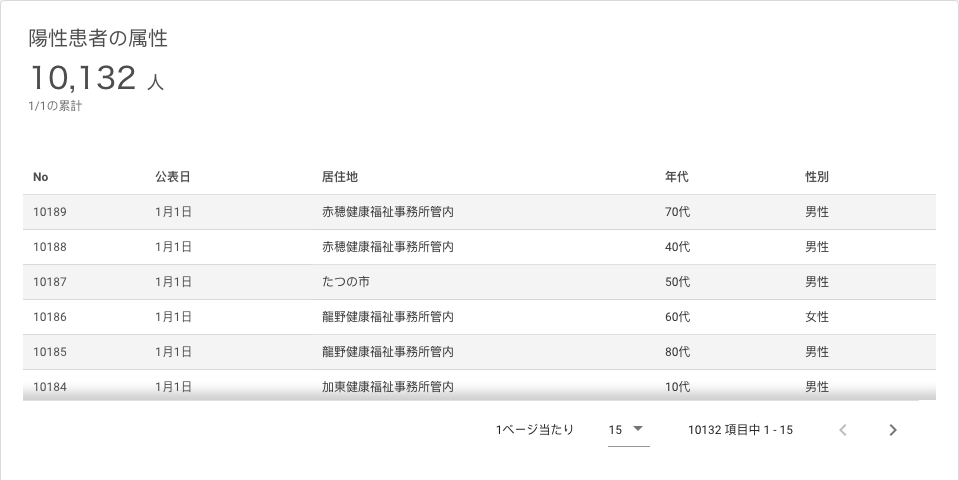 陽性患者の属性
10,132 人
1/1の累計
No 公表日 居住地 年代 性別
10189 1月1日 赤穂健康福祉事務所管内 70代 男性
10188 1月1日 赤穂健康福祉事務所管内 40代 男性
10187 1月1日 たつの市 50代 男性
10186 1月1日 龍野健康福祉事務所管内 60代 女性
10185 1月1日 龍野健康福祉事務所管内 80代 男性
10184 1月1日 加東健康福祉事務所管内 10代 男性
1ページ当たり 15 10132 項目中 1 - 15